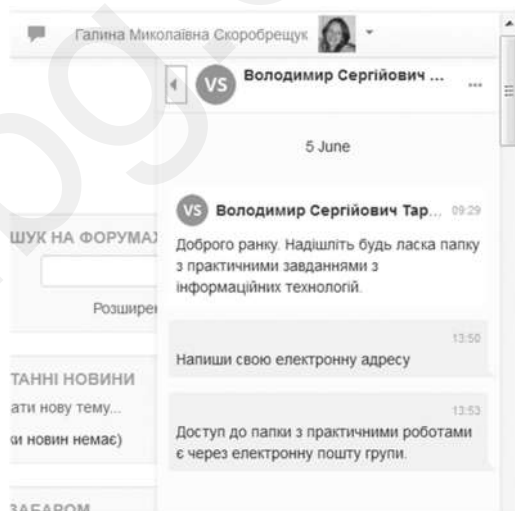 Галина Миколаївна Скоробрещук
VS Володимир Сергійович ...
5 June
VS Володимир Сергійович Тар... 09:29
ШУК НА ФОРУМАХ
Доброго ранку. Надішліть будь ласка папку
з практичними завданнями з
інформаційних технологій.
Розширен
13:50
Напиши свою електронну адресу
ТАННІ НОВИНИ
ати нову тему...
ки новин немає)
13:53
Доступ до папки з практичними роботами
є через електронну пошту групи.
ЗАБАРОМ